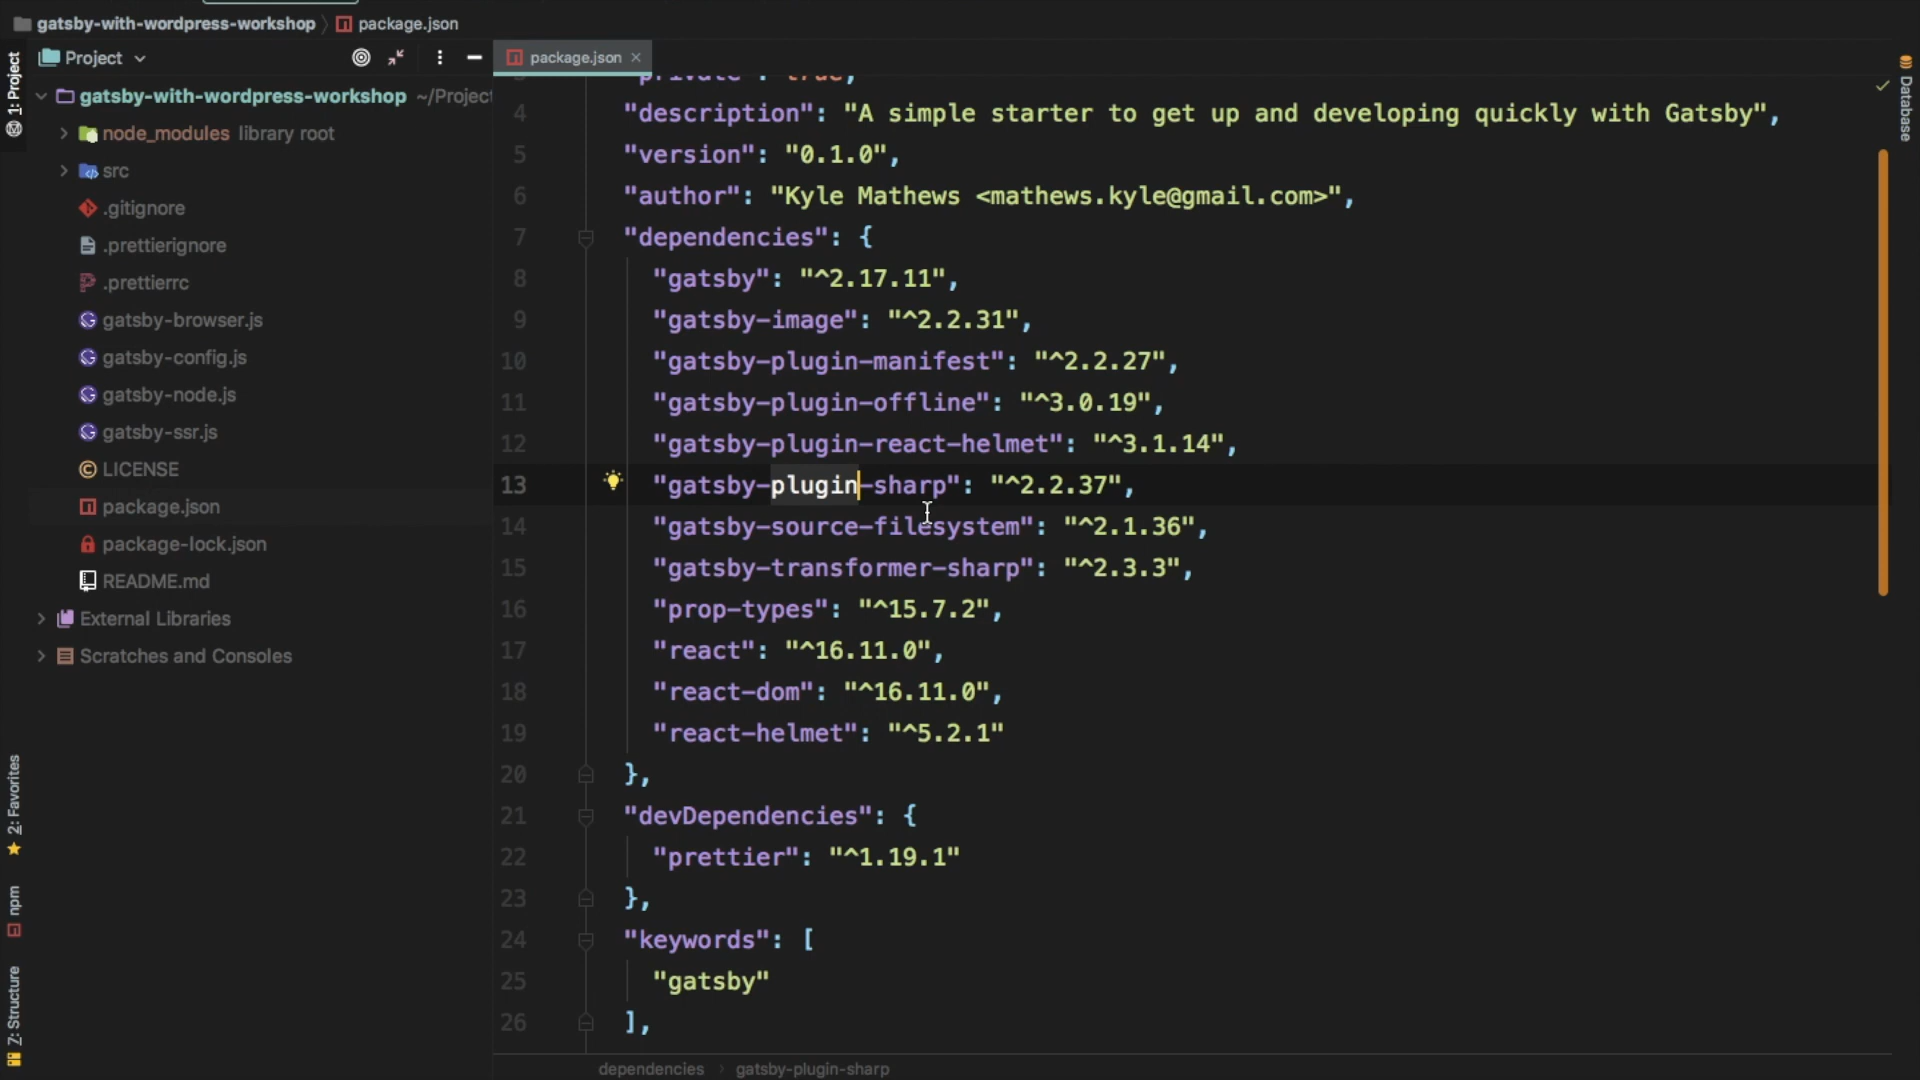 gatsby-with-wordpress-workshop package.json
1: Project
Project
package.json
gatsby-with-wordpress-workshop ~/Project
node_modules library root
src
.gitignore
.prettierignore
.prettierrc
gatsby-browser.js
gatsby-config.js
gatsby-node.js
gatsby-ssr.js
LICENSE
package.json
package-lock.json
README.md
External Libraries
Scratches and Consoles
2: Favorites
npm
Z: Structure
"private": true,
4 "description": "A simple starter to get up and developing quickly with Gatsby",
5 "version": "0.1.0",
6 "author": "Kyle Mathews <mathews.kyle@gmail.com>",
7 "dependencies": {
8 "gatsby": "^2.17.11",
9 "gatsby-image": "^2.2.31",
10 "gatsby-plugin-manifest": "^2.2.27",
11 "gatsby-plugin-offline": "^3.0.19",
12 "gatsby-plugin-react-helmet": "^3.1.14",
13 "gatsby-plugin-sharp": "^2.2.37",
14 "gatsby-source-filesystem": "^2.1.36",
15 "gatsby-transformer-sharp": "^2.3.3",
16 "prop-types": "^15.7.2",
17 "react": "^16.11.0",
18 "react-dom": "^16.11.0",
19 "react-helmet": "^5.2.1"
20 },
21 "devDependencies": {
22 "prettier": "^1.19.1"
23 },
24 "keywords": [
25 "gatsby"
26 ],
dependencies › gatsby-plugin-sharp
Database